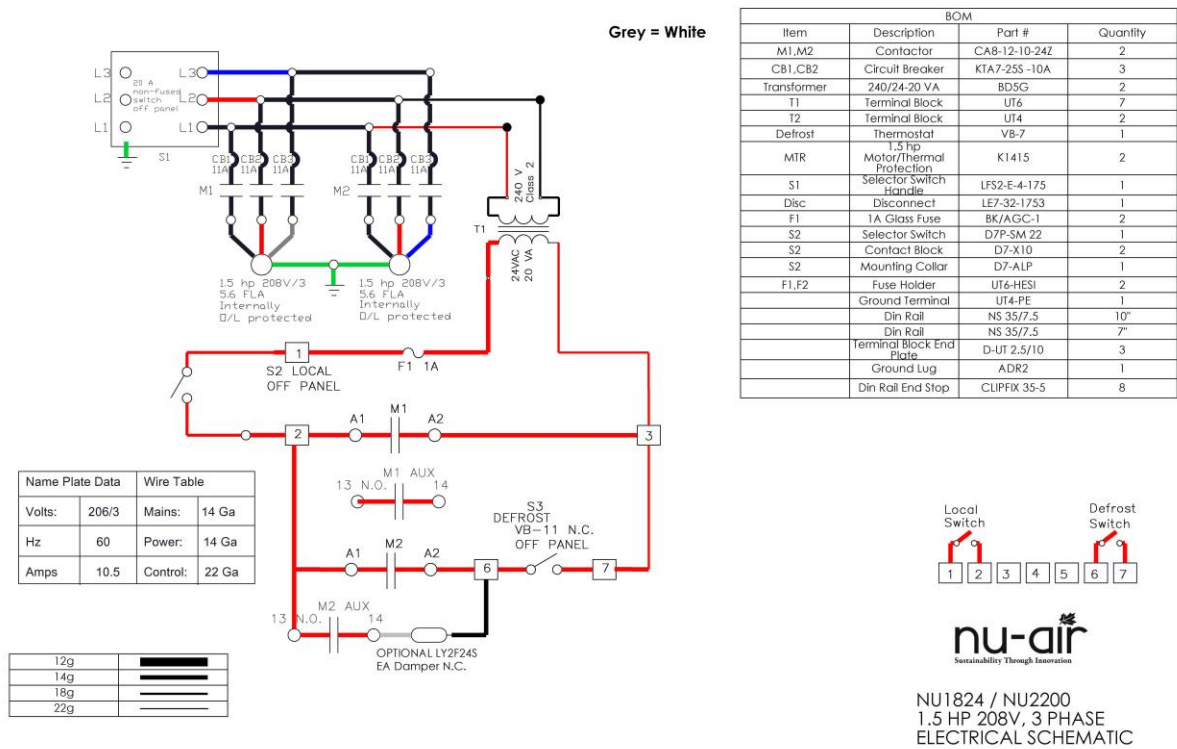 Grey = White
L3 L3
L2 L2
L1 L1
20 A
non-fused
switch
off panel
S1
CB1 CB2 CB3
11A 11A 11A
M1
CB1 CB2 CB3
11A 11A 11A
M2
240 V
Class 2
T1
24VAC
20 VA
1.5 hp 208V/3
5.6 FLA
Internally
O/L protected
1.5 hp 208V/3
5.6 FLA
Internally
O/L protected
1
F1 1A
S2 LOCAL
OFF PANEL
2
A1 M1 A2
3
M1 AUX
13 N.O. 14
S3
DEFROST
VB-11 N.C.
OFF PANEL
A1 M2 A2
6
7
M2 AUX
13 N.O. 14
OPTIONAL LY2F24S
EA Damper N.C.
Name Plate Data Wire Table
Volts: 206/3 Mains: 14 Ga
Hz 60 Power: 14 Ga
Amps 10.5 Control: 22 Ga
12g
14g
18g
22g
BOM
Item Description Part # Quantity
M1,M2 Contactor CA8-12-10-24Z 2
CB1,CB2 Circuit Breaker KTA7-25S -10A 3
Transformer 240/24-20 VA BD5G 2
T1 Terminal Block UT6 7
T2 Terminal Block UT4 2
Defrost Thermostat VB-7 1
MTR 1.5 hp Motor/Thermal Protection K1415 2
S1 Selector Switch Handle LFS2-E-4-175 1
Disc Disconnect LE7-32-1753 1
F1 1A Glass Fuse BK/AGC-1 2
S2 Selector Switch D7P-SM 22 1
S2 Contact Block D7-X10 2
S2 Mounting Collar D7-ALP 1
F1,F2 Fuse Holder UT6-HESI 2
Ground Terminal UT4-PE 1
Din Rail NS 35/7.5 10"
Din Rail NS 35/7.5 7"
Terminal Block End Plate D-UT 2.5/10 3
Ground Lug ADR2 1
Din Rail End Stop CLIPFIX 35-5 8
Local
Switch
Defrost
Switch
1 2 3 4 5 6 7
nu-air
Sustainability Through Innovation
NU1824 / NU2200
1.5 HP 208V, 3 PHASE
ELECTRICAL SCHEMATIC